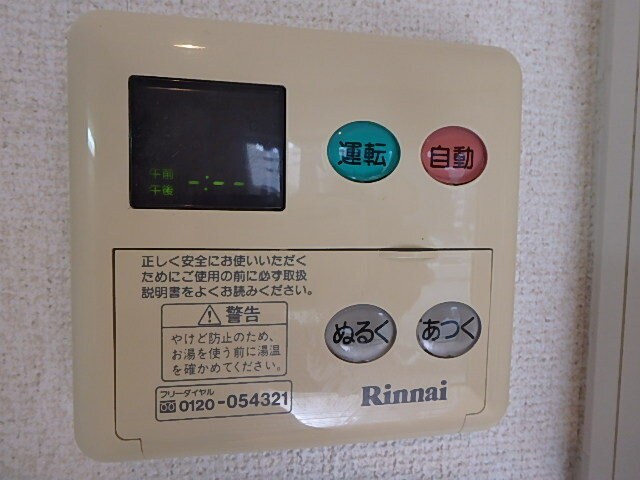 運転
自動
午前
午後 -:--
正しく安全にお使いいただく
ためにご使用の前に必ず取扱
説明書をよくお読みください。
警告
やけど防止のため、
お湯を使う前に湯温
を確かめてください。
フリーダイヤル
0120-054321
ぬるく
あつく
Rinnai